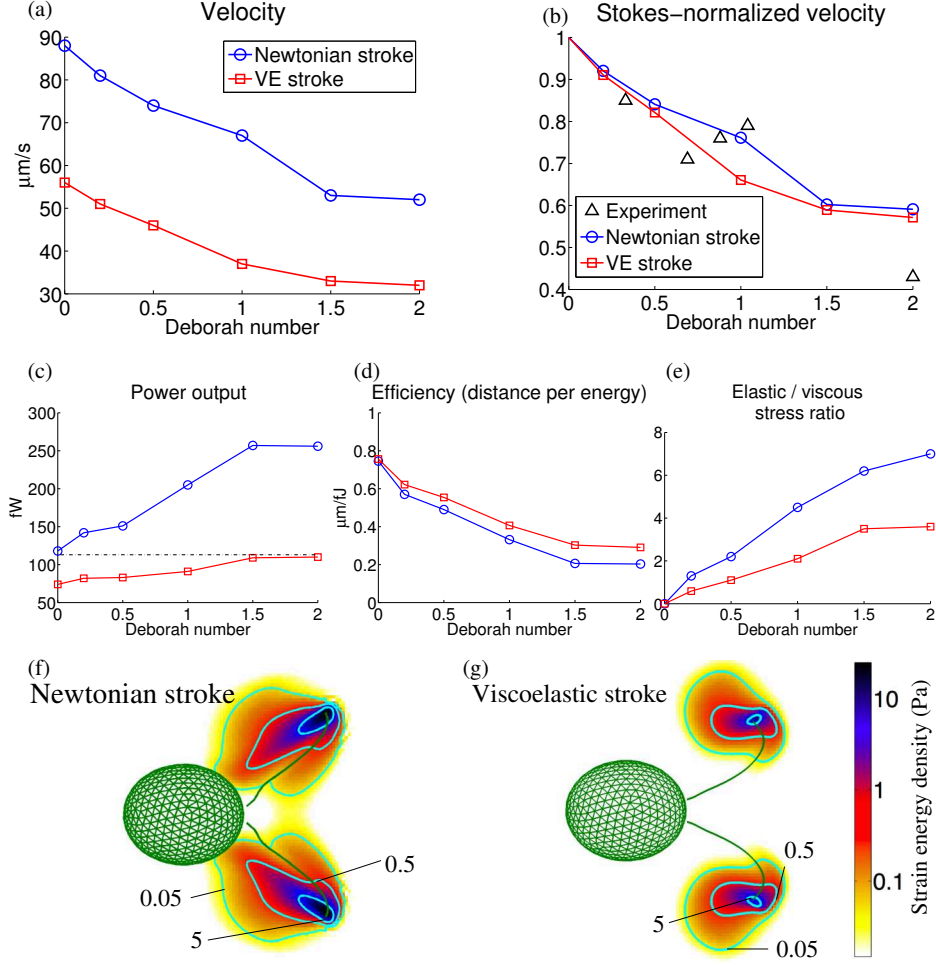 (a)
Velocity
90
80
70
60
50
40
30
μm/s
Newtonian stroke
VE stroke
0 0.5 1 1.5 2
Deborah number
(b)
Stokes−normalized velocity
1
0.9
0.8
0.7
0.6
0.5
0.4
Experiment
Newtonian stroke
VE stroke
0 0.5 1 1.5 2
Deborah number
(c)
Power output
300
250
200
150
100
50
fW
0 0.5 1 1.5 2
Deborah number
(d)
Efficiency (distance per energy)
1
0.8
0.6
0.4
0.2
0
μm/fJ
0 0.5 1 1.5 2
Deborah number
(e)
Elastic / viscous
stress ratio
8
6
4
2
0
0 0.5 1 1.5 2
Deborah number
(f)
Newtonian stroke
0.5
0.05
5
(g)
Viscoelastic stroke
0.5
5
0.05
10
1
0.1
Strain energy density (Pa)